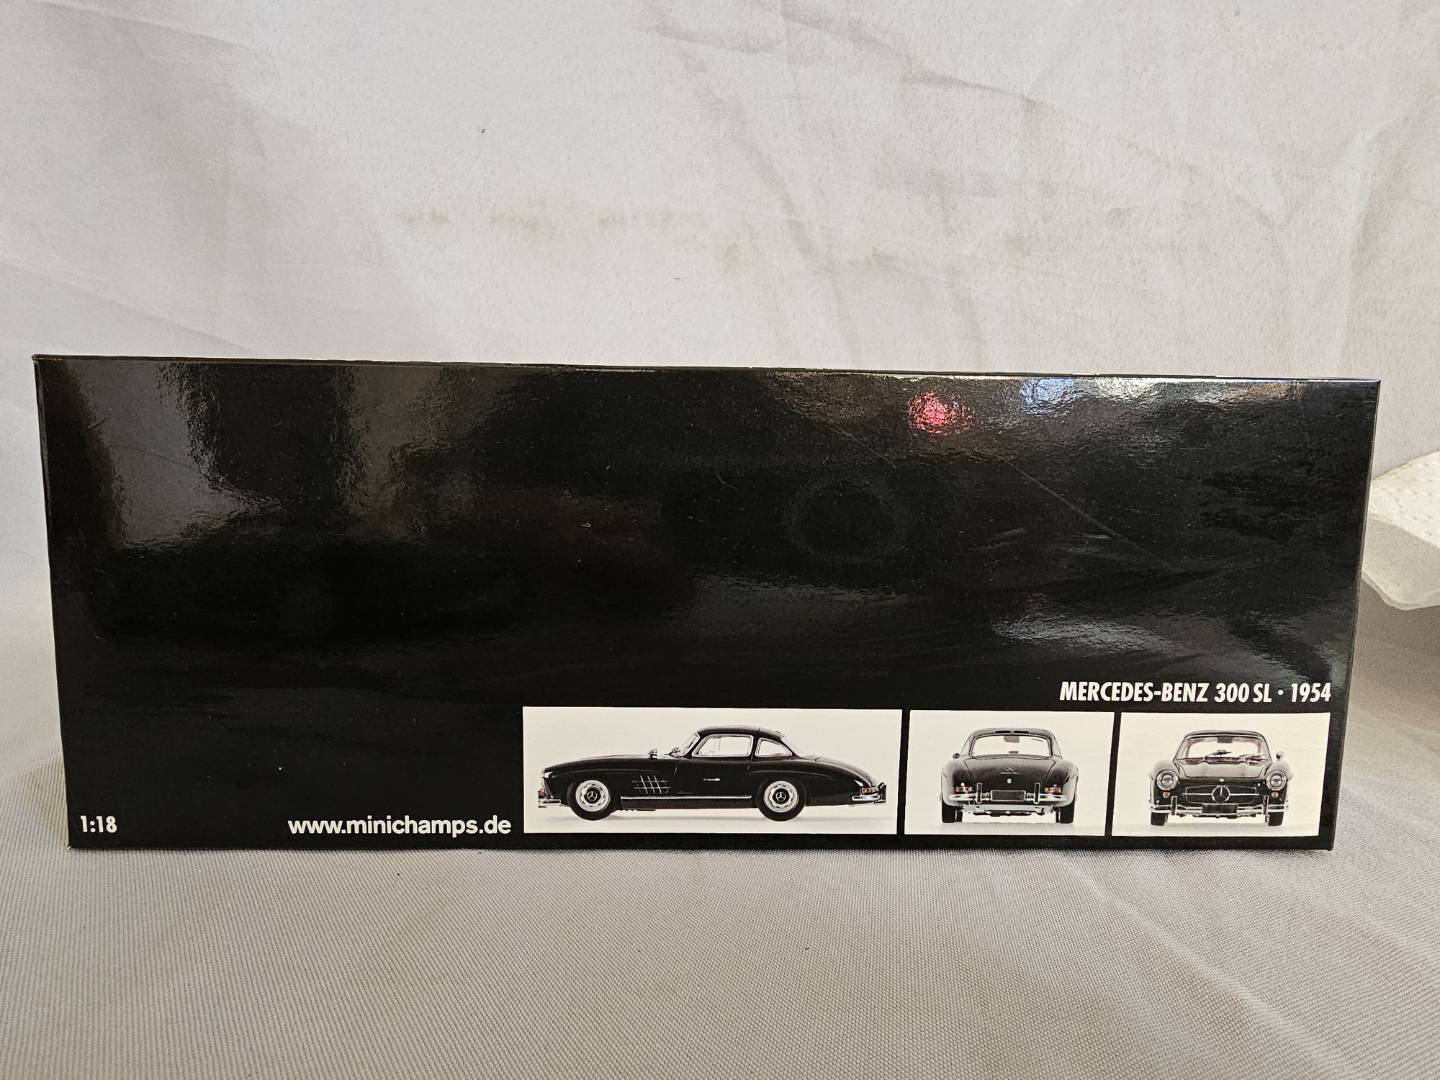 MERCEDES-BENZ 300 SL · 1954
1:18
www.minichamps.de